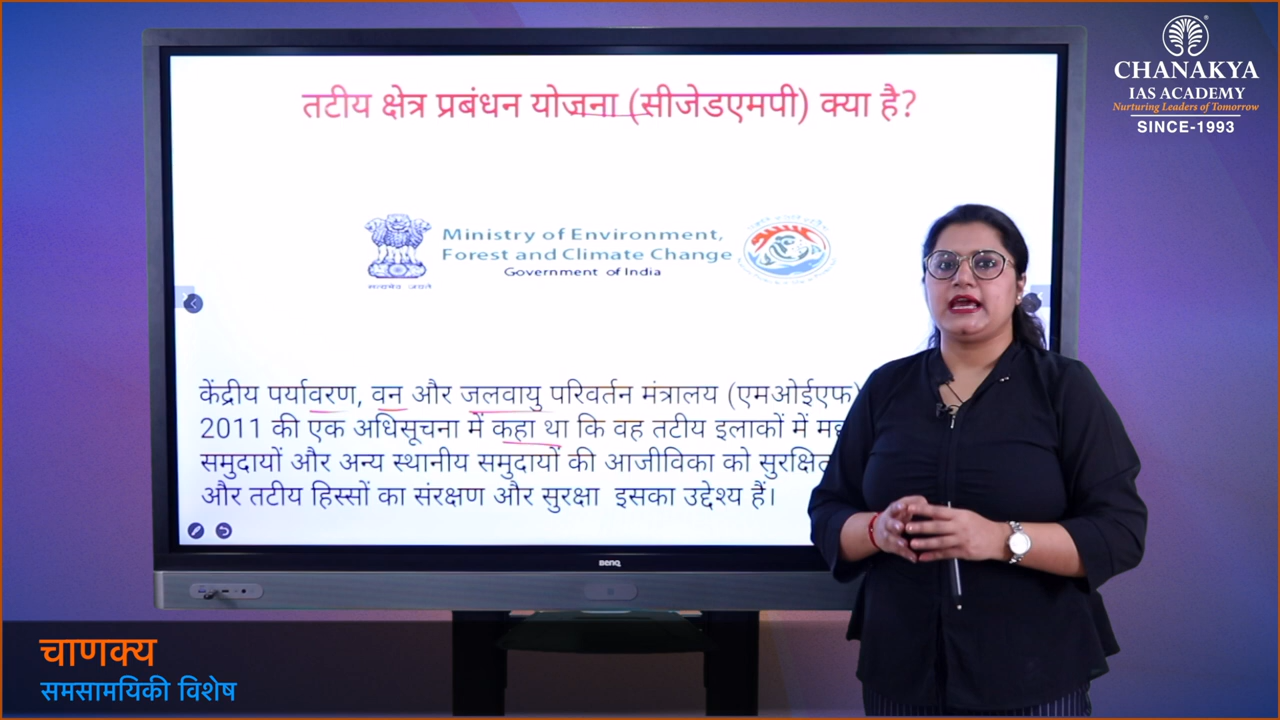 तटीय क्षेत्र प्रबंधन योजना (सीजेडएमपी) क्या है?
CHANAKYA
IAS ACADEMY
Nurturing Leaders of Tomorrow
SINCE-1993
Ministry of Environment,
Forest and Climate Change
Government of India
सत्यमेव जयते
केंद्रीय पर्यावरण, वन और जलवायु परिवर्तन मंत्रालय (एमओईएफ)
2011 की एक अधिसूचना में कहा था कि वह तटीय इलाकों में
समुदायों और अन्य स्थानीय समुदायों की आजीविका को
और तटीय हिस्सों का संरक्षण और सुरक्षा इसका उद्देश्य हैं।
BenQ
चाणक्य
समसामयिकी विशेष